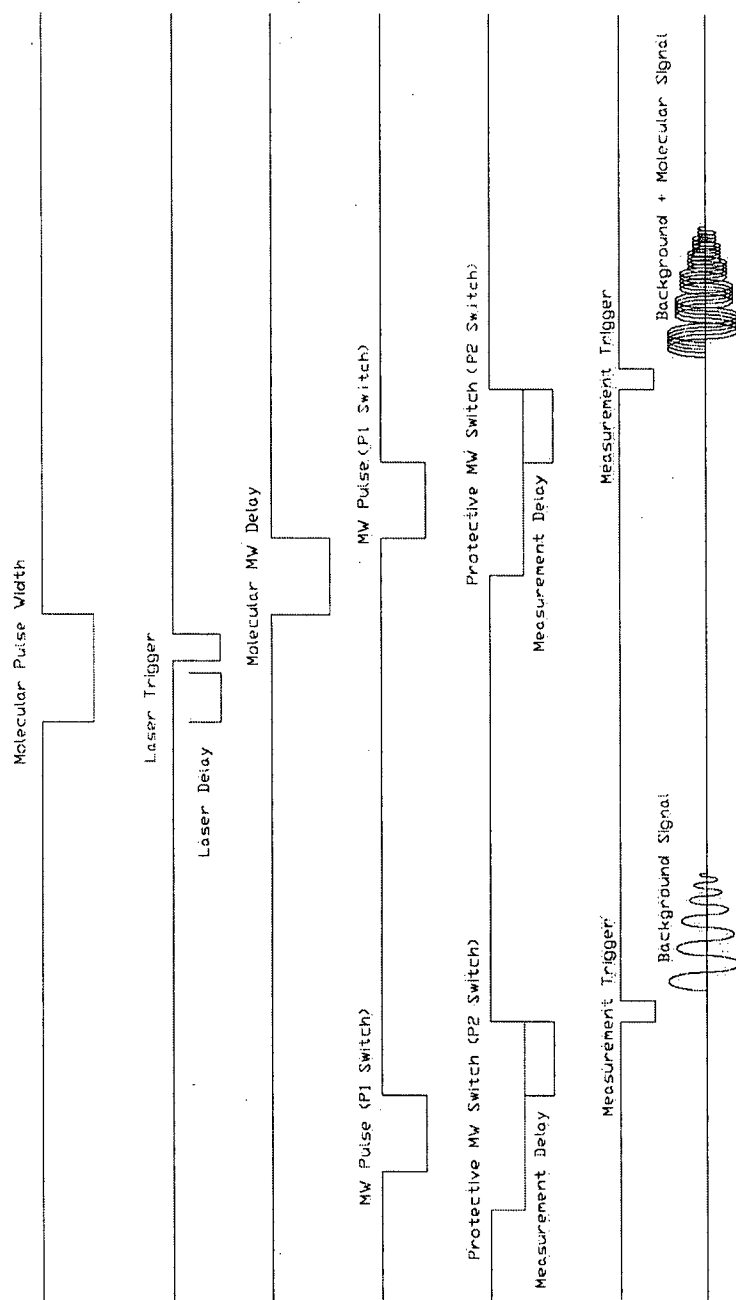 Molecular Pulse Width
Laser Trigger
Laser Delay
Molecular MW Delay
MW Pulse (P1 Switch)
MW Pulse (P1 Switch)
Protective MW Switch (P2 Switch)
Measurement Delay
Protective MW Switch (P2 Switch)
Measurement Delay
Measurement Trigger
Measurement Trigger
Background Signal
Background + Molecular Signal